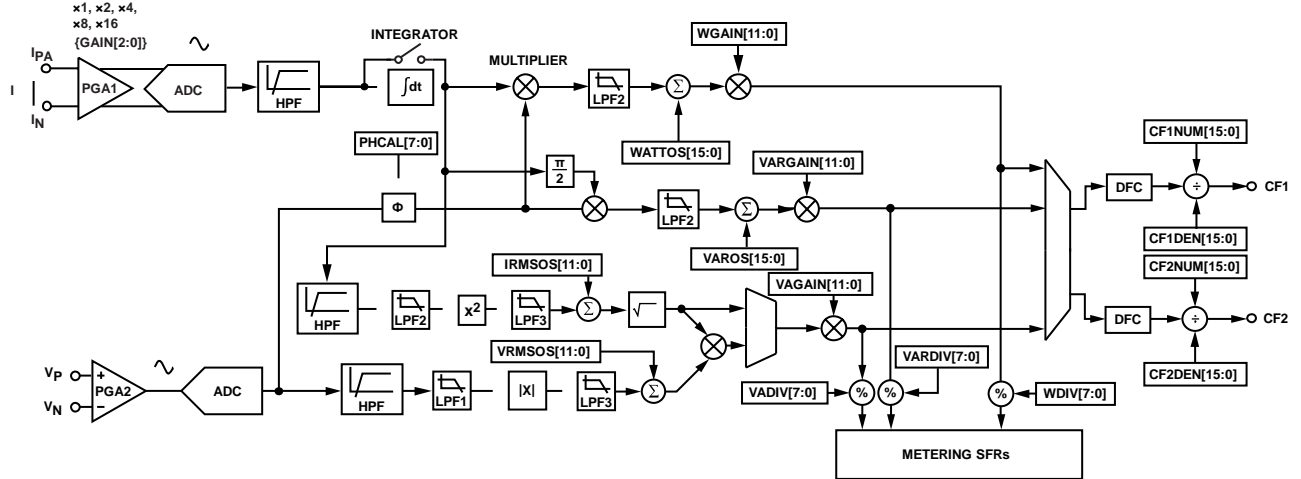 ×1, ×2, ×4,
×8, ×16
{GAIN[2:0]}
INTEGRATOR
WGAIN[11:0]
I
IPA
IN
PGA1
ADC
HPF
∫dt
MULTIPLIER
LPF2
Σ
WATTOS[15:0]
PHCAL[7:0]
π
2
Φ
LPF2
Σ
VARGAIN[11:0]
VAROS[15:0]
CF1NUM[15:0]
DFC
÷
CF1
CF1DEN[15:0]
CF2NUM[15:0]
DFC
÷
CF2
CF2DEN[15:0]
IRMSOS[11:0]
HPF
LPF2
x2
LPF3
Σ
√
VAGAIN[11:0]
VRMSOS[11:0]
VP
VN
+
−
PGA2
ADC
HPF
LPF1
|X|
LPF3
Σ
VARDIV[7:0]
VADIV[7:0]
%
%
%
WDIV[7:0]
METERING SFRs